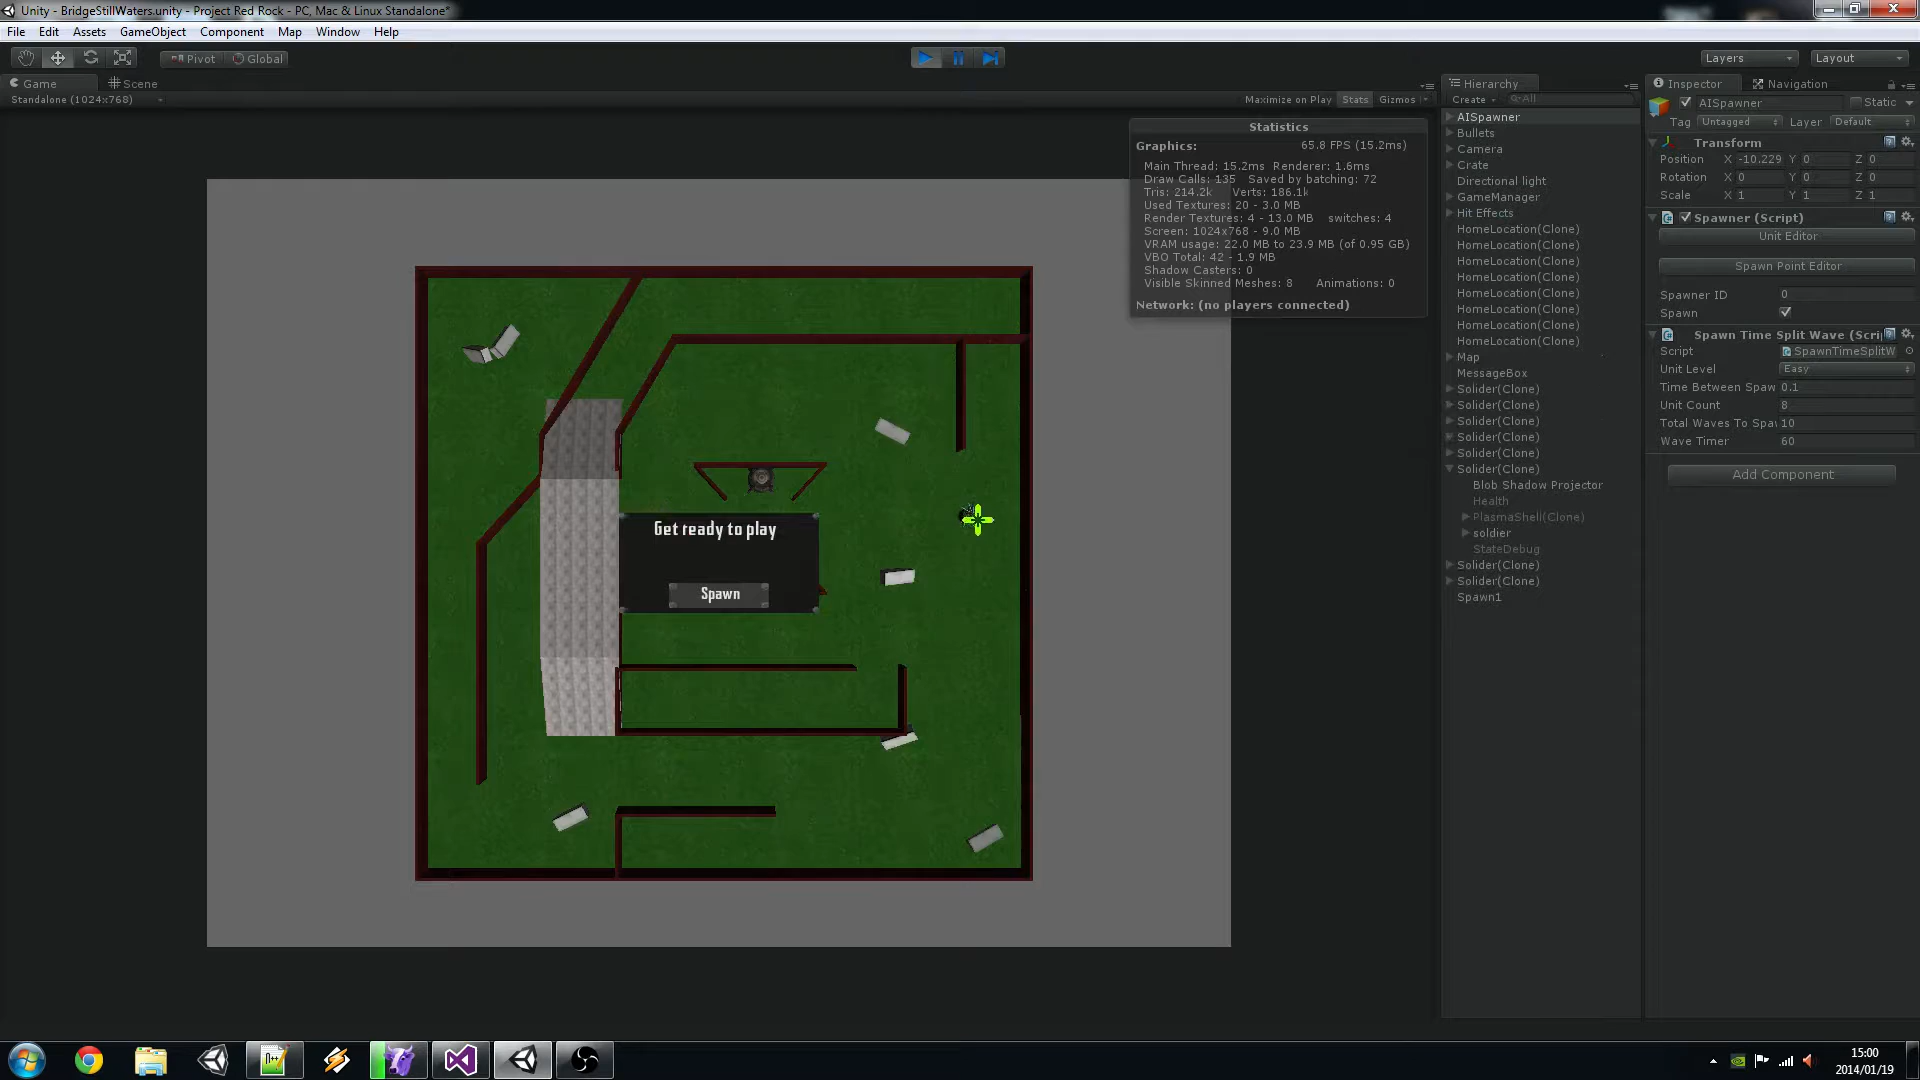 Unity - BridgeStillWaters.unity - Project Red Rock - PC, Mac & Linux Standalone*
File Edit Assets GameObject Component Map Window Help
Pivot Global Layers Layout
Game Scene
Standalone (1024x768) Maximize on Play Stats Gizmos
Statistics
Graphics: 65.8 FPS (15.2ms)
Main Thread: 15.2ms Renderer: 1.6ms
Draw Calls: 135 Saved by batching: 72
Tris: 214.2k Verts: 186.1k
Used Textures: 20 - 3.0 MB
Render Textures: 4 - 13.0 MB switches: 4
Screen: 1024x768 - 9.0 MB
VRAM usage: 22.0 MB to 23.9 MB (of 0.95 GB)
VBO Total: 42 - 1.9 MB
Shadow Casters: 0
Visible Skinned Meshes: 8 Animations: 0
Network: (no players connected)
Get ready to play
Spawn
Hierarchy
Create All
AISpawner
Bullets
Camera
Crate
Directional light
GameManager
Hit Effects
HomeLocation(Clone)
HomeLocation(Clone)
HomeLocation(Clone)
HomeLocation(Clone)
HomeLocation(Clone)
HomeLocation(Clone)
HomeLocation(Clone)
HomeLocation(Clone)
Map
MessageBox
Solider(Clone)
Solider(Clone)
Solider(Clone)
Solider(Clone)
Solider(Clone)
Solider(Clone)
Blob Shadow Projector
Health
PlasmaShell(Clone)
soldier
StateDebug
Solider(Clone)
Solider(Clone)
Spawn1
Inspector Navigation
AISpawner Static
Tag Untagged Layer Default
Transform
Position X -10.229 Y 0 Z 0
Rotation X 0 Y 0 Z 0
Scale X 1 Y 1 Z 1
Spawner (Script)
Unit Editor
Spawn Point Editor
Spawner ID 0
Spawn
Spawn Time Split Wave (Scri
Script SpawnTimeSplitW
Unit Level Easy
Time Between Spaw 0.1
Unit Count 8
Total Waves To Spaw 10
Wave Timer 60
Add Component
15:00
2014/01/19